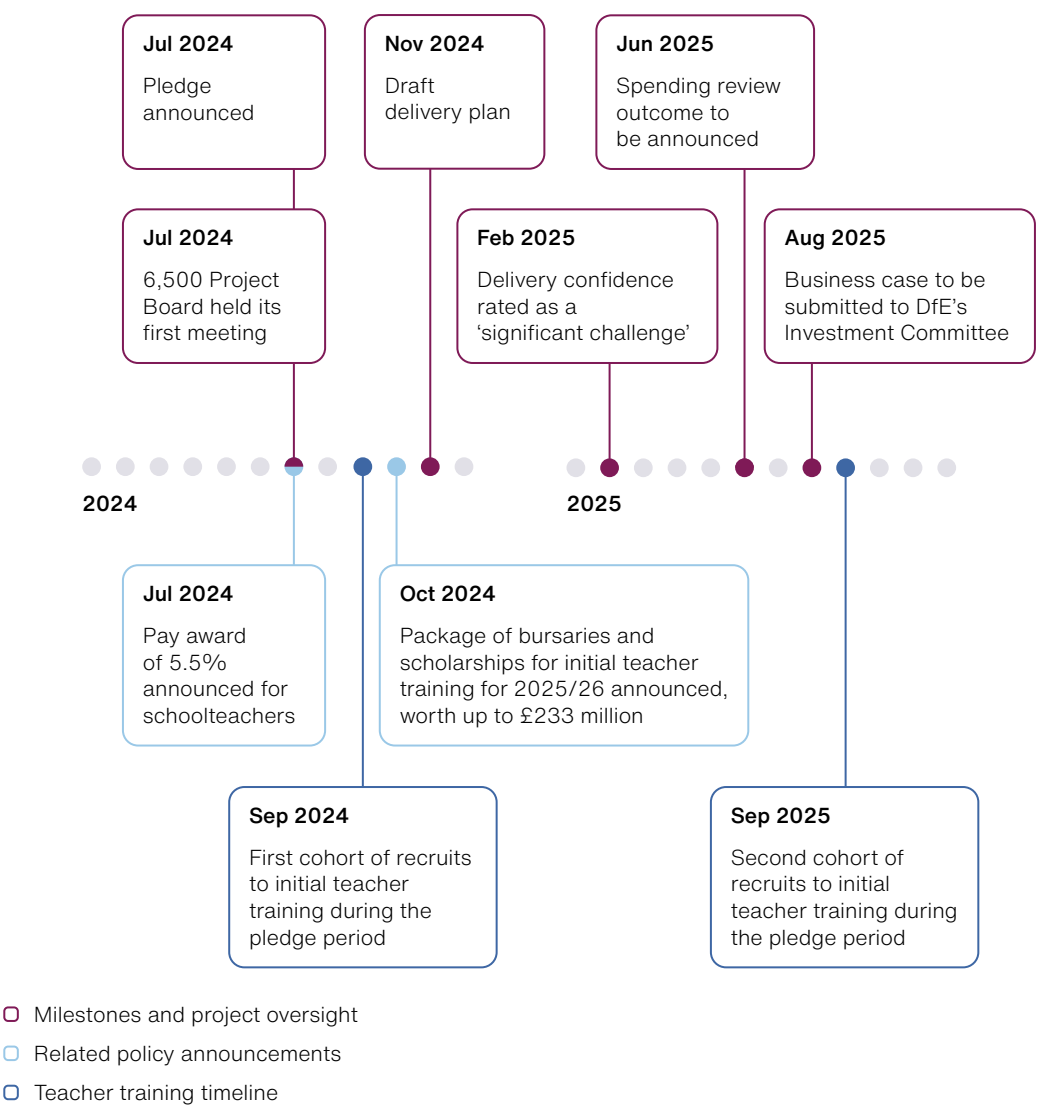 Jul 2024
Pledge
announced
Nov 2024
Draft
delivery plan
Jun 2025
Spending review
outcome to
be announced
Jul 2024
6,500 Project
Board held its
first meeting
Feb 2025
Delivery confidence
rated as a
‘significant challenge’
Aug 2025
Business case to be
submitted to DfE’s
Investment Committee
2024
2025
Jul 2024
Pay award
of 5.5%
announced for
schoolteachers
Oct 2024
Package of bursaries and
scholarships for initial teacher
training for 2025/26 announced,
worth up to £233 million
Sep 2024
First cohort of recruits
to initial teacher
training during the
pledge period
Sep 2025
Second cohort of
recruits to initial
teacher training during
the pledge period
Milestones and project oversight
Related policy announcements
Teacher training timeline